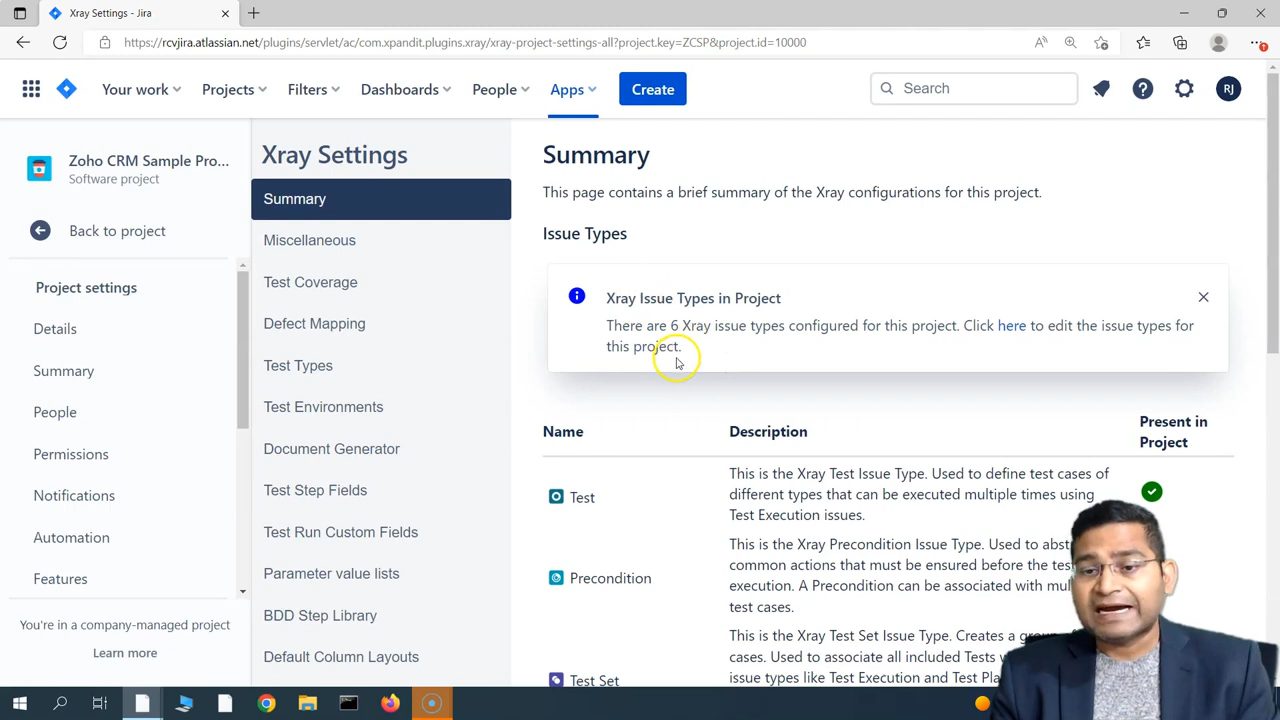 Xray Settings - Jira
https://rcvjira.atlassian.net/plugins/servlet/ac/com.xpandit.plugins.xray/xray-project-settings-all?project.key=ZCSP&project.id=10000
Your work
Projects
Filters
Dashboards
People
Apps
Create
Search
RJ
Zoho CRM Sample Pro...
Software project
Back to project
Project settings
Details
Summary
People
Permissions
Notifications
Automation
Features
You're in a company-managed project
Learn more
Xray Settings
Summary
Miscellaneous
Test Coverage
Defect Mapping
Test Types
Test Environments
Document Generator
Test Step Fields
Test Run Custom Fields
Parameter value lists
BDD Step Library
Default Column Layouts
Summary
This page contains a brief summary of the Xray configurations for this project.
Issue Types
Xray Issue Types in Project
There are 6 Xray issue types configured for this project. Click here to edit the issue types for
this project.
Name
Description
Present in
Project
Test
This is the Xray Test Issue Type. Used to define test cases of
different types that can be executed multiple times using
Test Execution issues.
Precondition
This is the Xray Precondition Issue Type. Used to abst
common actions that must be ensured before the tes
execution. A Precondition can be associated with mul
test cases.
Test Set
This is the Xray Test Set Issue Type. Creates a gro
cases. Used to associate all included Tests
issue types like Test Execution and Test Pla